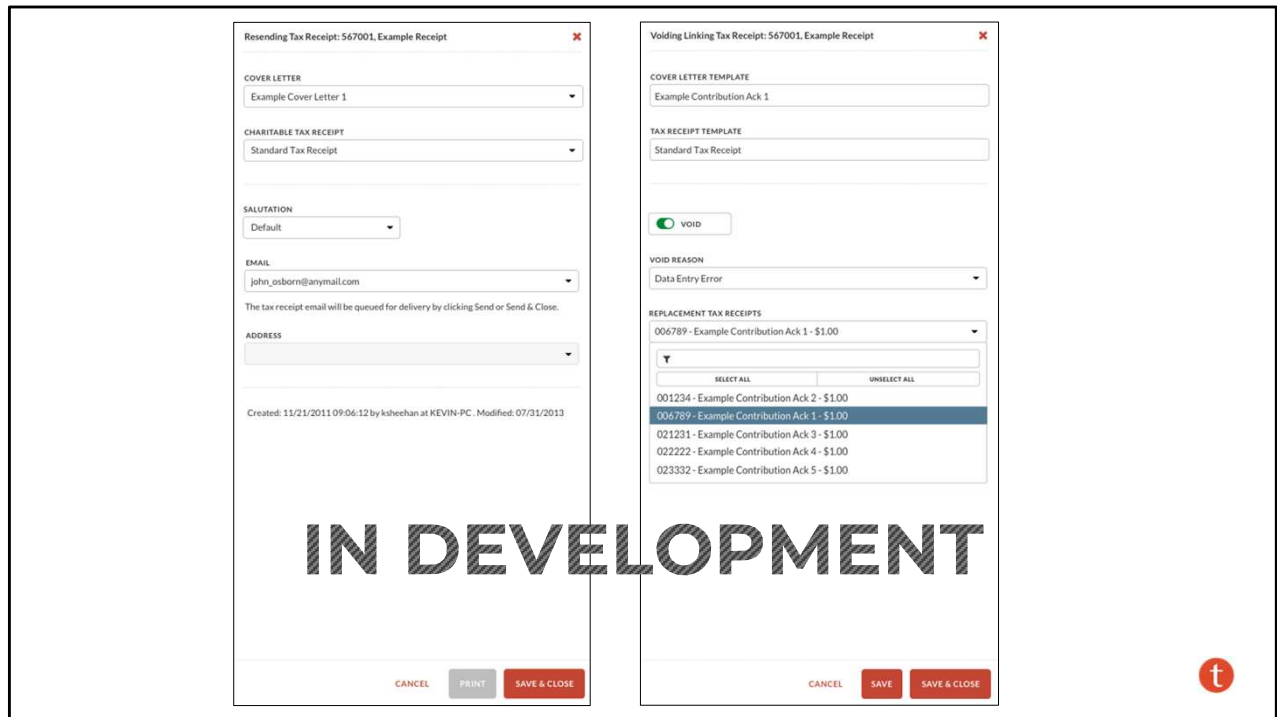 Resending Tax Receipt: 567001, Example Receipt
COVER LETTER
Example Cover Letter 1
CHARITABLE TAX RECEIPT
Standard Tax Receipt
SALUTATION
Default
EMAIL
john_osborn@anymail.com
The tax receipt email will be queued for delivery by clicking Send or Send & Close.
ADDRESS
Created: 11/21/2011 09:06:12 by ksheehan at KEVIN-PC . Modified: 07/31/2013
CANCEL
PRINT
SAVE & CLOSE
Voiding Linking Tax Receipt: 567001, Example Receipt
COVER LETTER TEMPLATE
Example Contribution Ack 1
TAX RECEIPT TEMPLATE
Standard Tax Receipt
VOID
VOID REASON
Data Entry Error
REPLACEMENT TAX RECEIPTS
006789 - Example Contribution Ack 1 - $1.00
SELECT ALL
UNSELECT ALL
001234 - Example Contribution Ack 2 - $1.00
006789 - Example Contribution Ack 1 - $1.00
021231 - Example Contribution Ack 3 - $1.00
022222 - Example Contribution Ack 4 - $1.00
023332 - Example Contribution Ack 5 - $1.00
CANCEL
SAVE
SAVE & CLOSE
IN DEVELOPMENT
t